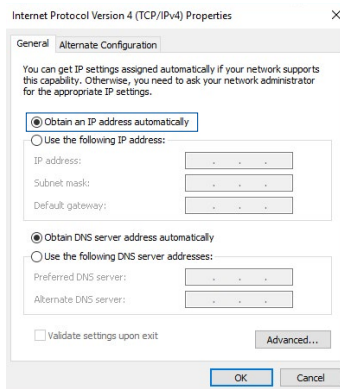 Internet Protocol Version 4 (TCP/IPv4) Properties
General
Alternate Configuration
You can get IP settings assigned automatically if your network supports
this capability. Otherwise, you need to ask your network administrator
for the appropriate IP settings.
Obtain an IP address automatically
Use the following IP address:
IP address:
Subnet mask:
Default gateway:
Obtain DNS server address automatically
Use the following DNS server addresses:
Preferred DNS server:
Alternate DNS server:
Validate settings upon exit
Advanced...
OK
Cancel